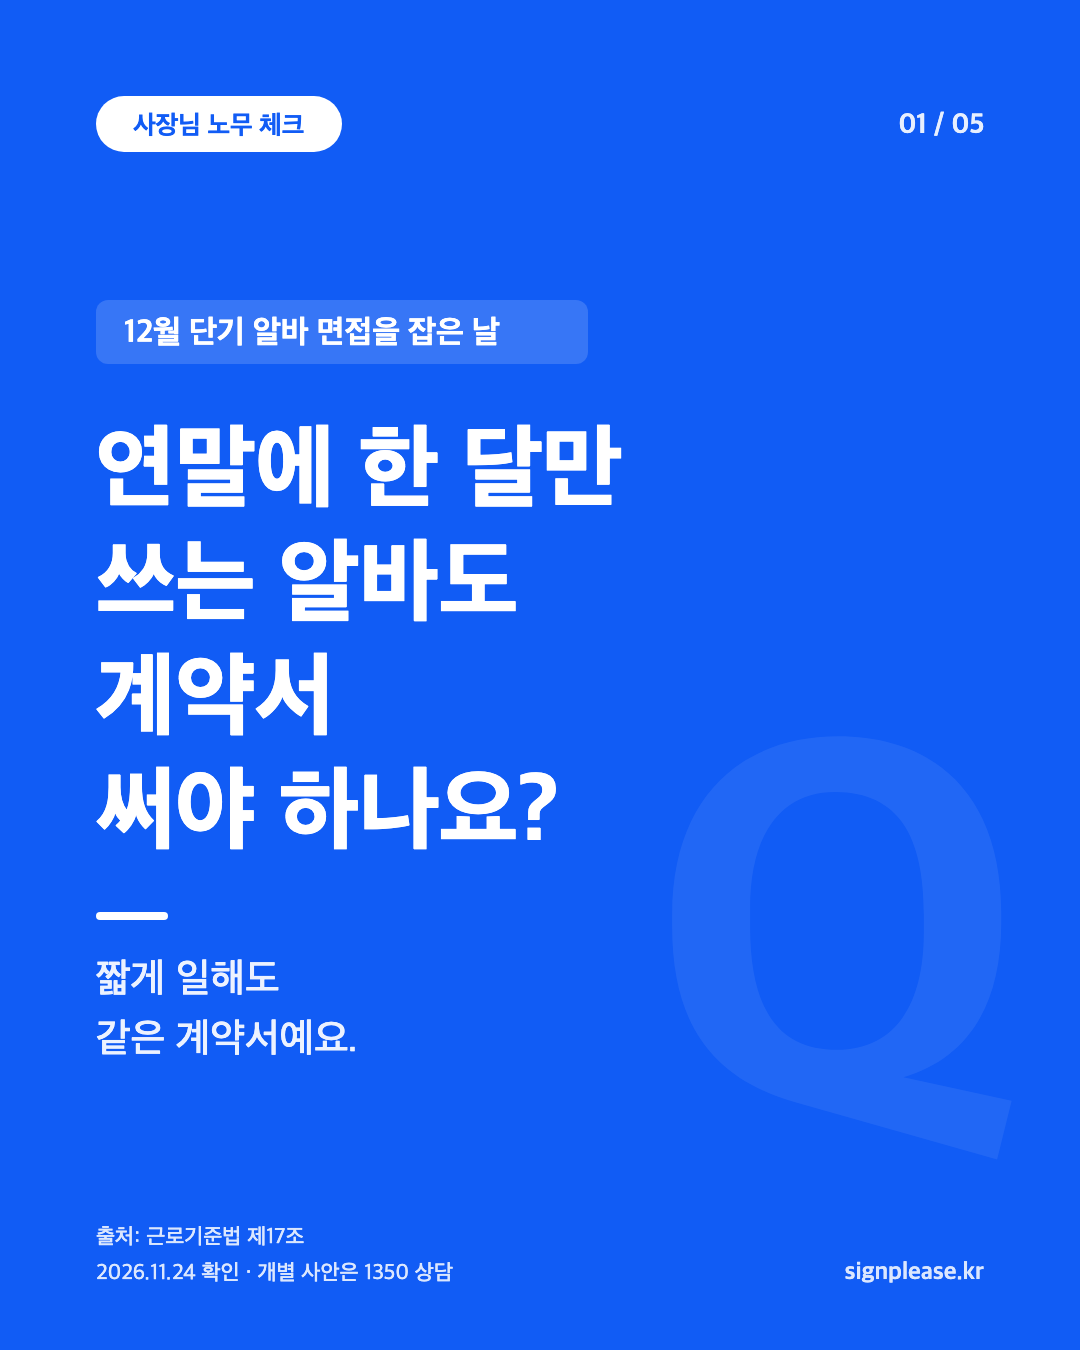 사장님 노무 체크
01 / 05
12월 단기 알바 면접을 잡은 날
연말에 한 달만
쓰는 알바도
계약서
써야 하나요?
짧게 일해도
같은 계약서예요.
출처: 근로기준법 제17조
2026.11.24 확인 · 개별 사안은 1350 상담
signplease.kr
Q